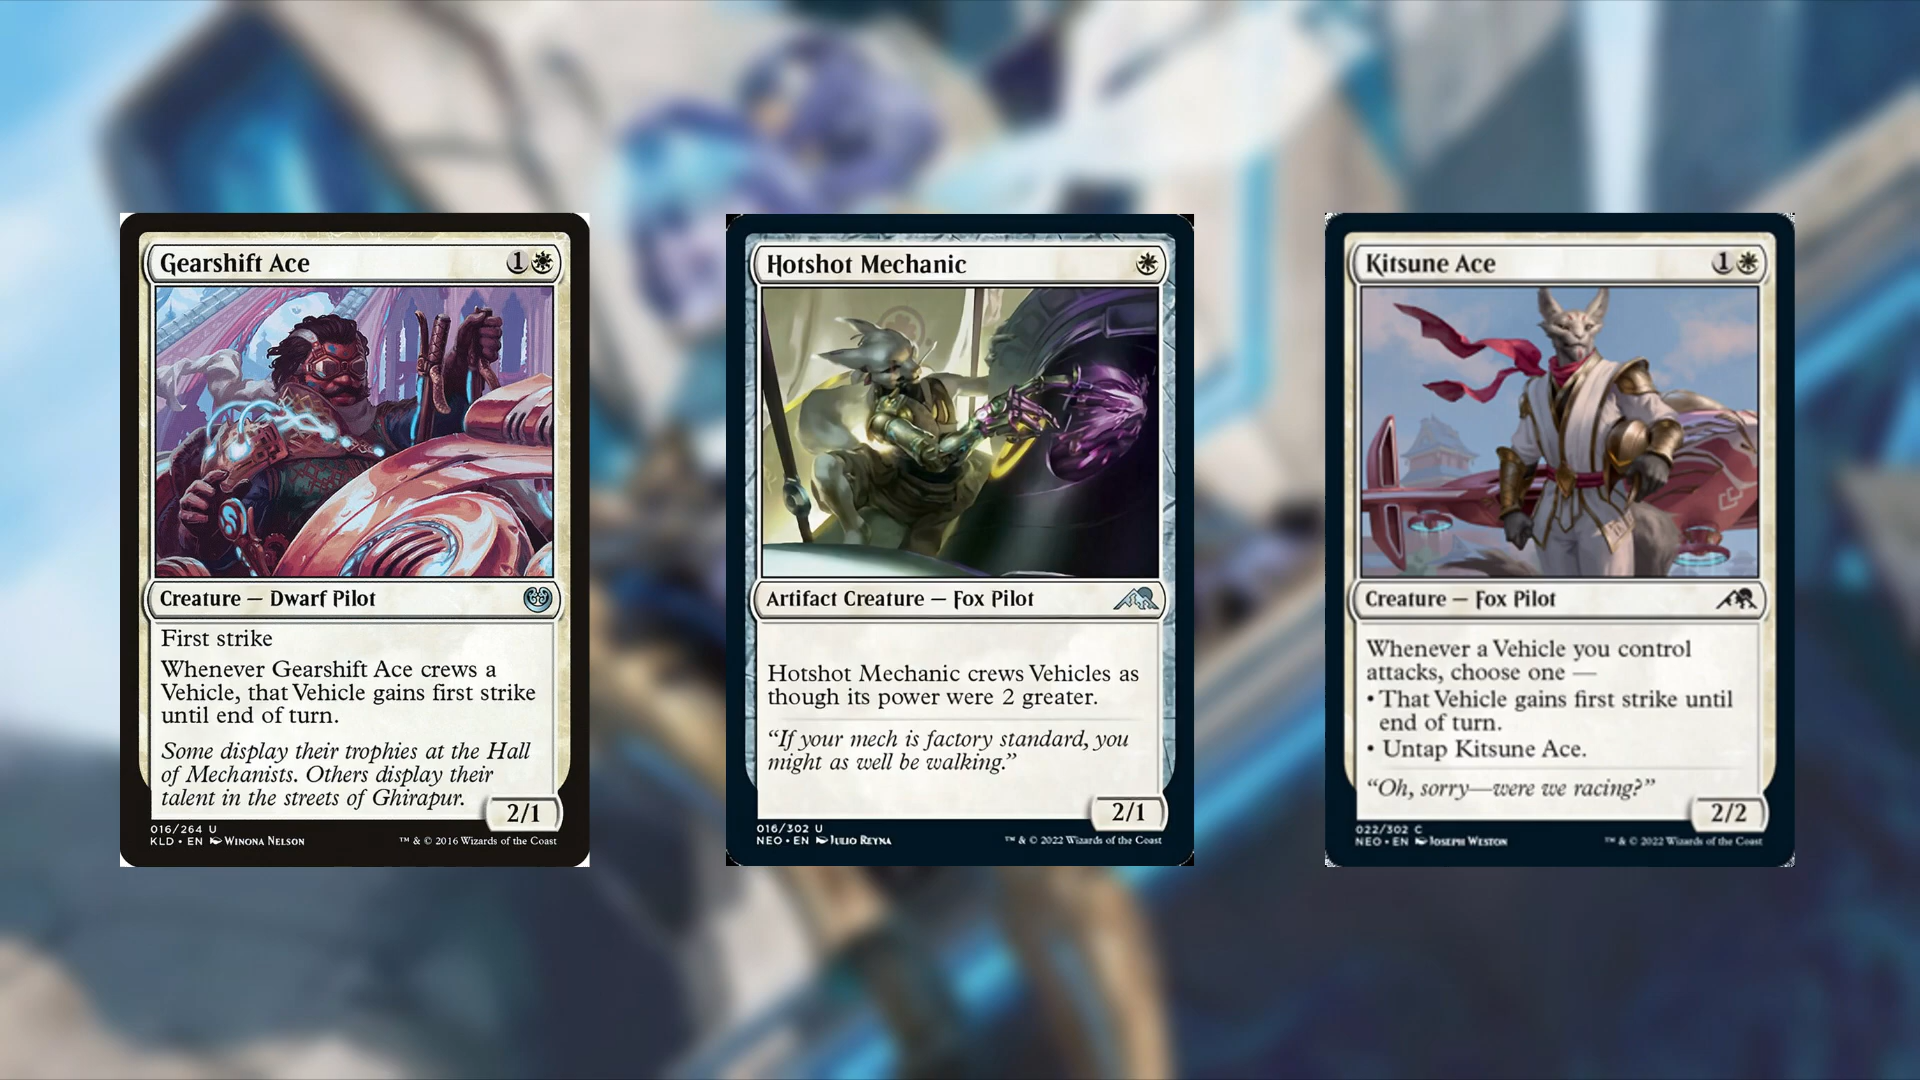 Gearshift Ace 1
Creature — Dwarf Pilot
First strike
Whenever Gearshift Ace crews a
Vehicle, that Vehicle gains first strike
until end of turn.
Some display their trophies at the Hall
of Mechanists. Others display their
talent in the streets of Ghirapur.
2/1
016/264 U
KLD • EN Winona Nelson
™ & © 2016 Wizards of the Coast
Hotshot Mechanic
Artifact Creature — Fox Pilot
Hotshot Mechanic crews Vehicles as
though its power were 2 greater.
“If your mech is factory standard, you
might as well be walking.”
2/1
016/302 U
NEO • EN Julio Reyna
™ & © 2022 Wizards of the Coast
Kitsune Ace 1
Creature — Fox Pilot
Whenever a Vehicle you control
attacks, choose one —
• That Vehicle gains first strike until
end of turn.
• Untap Kitsune Ace.
“Oh, sorry—were we racing?”
2/2
022/302 C
NEO • EN Joseph Weston
™ & © 2022 Wizards of the Coast